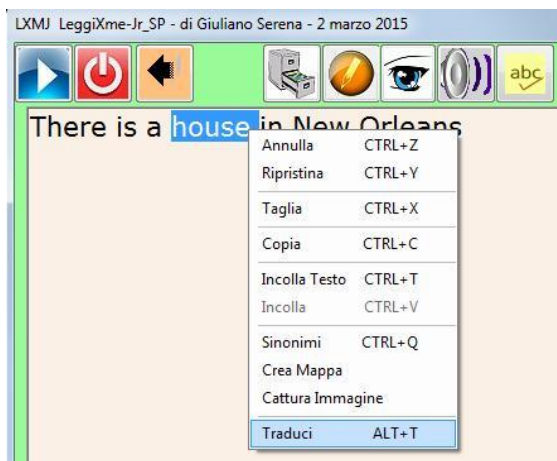 LXMJ LeggiXme-Jr_SP - di Giuliano Serena - 2 marzo 2015
abc
There is a house in New Orleans
Annulla CTRL+Z
Ripristina CTRL+Y
Taglia CTRL+X
Copia CTRL+C
Incolla Testo CTRL+T
Incolla CTRL+V
Sinonimi CTRL+Q
Crea Mappa
Cattura Immagine
Traduci ALT+T